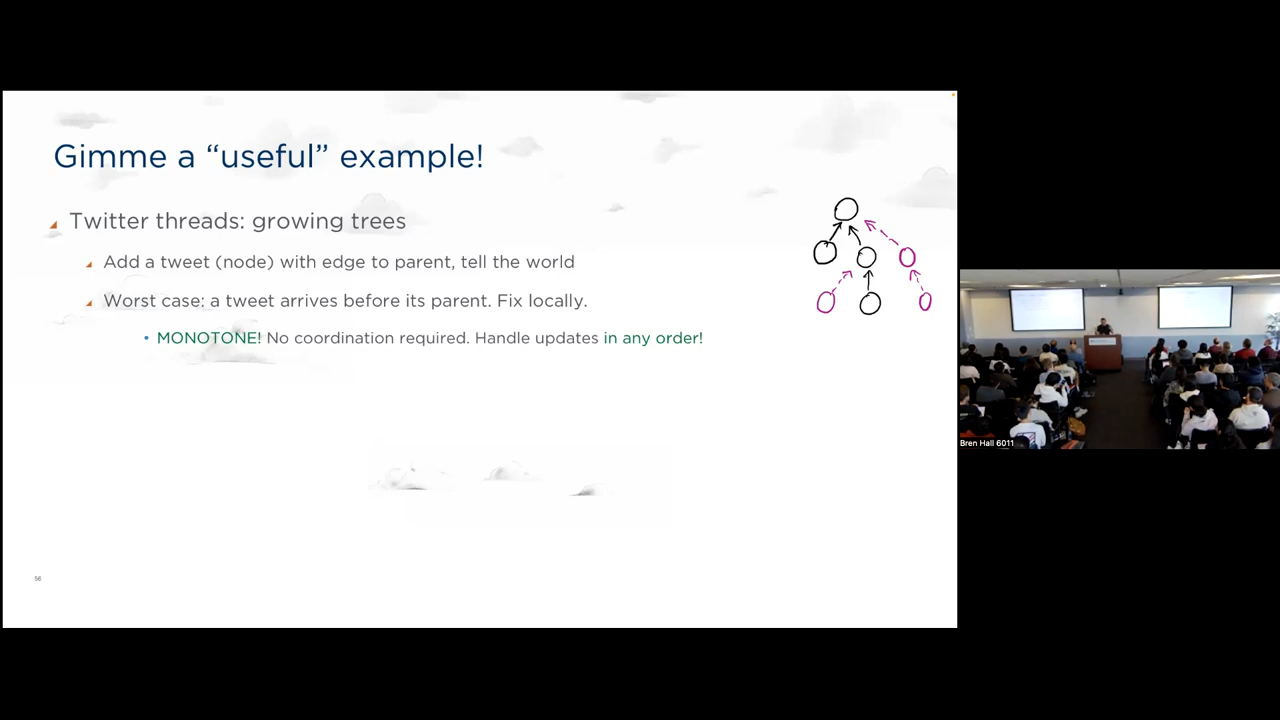 Gimme a “useful” example!
Twitter threads: growing trees
Add a tweet (node) with edge to parent, tell the world
Worst case: a tweet arrives before its parent. Fix locally.
• MONOTONE! No coordination required. Handle updates in any order!
56
Bren Hall 6011